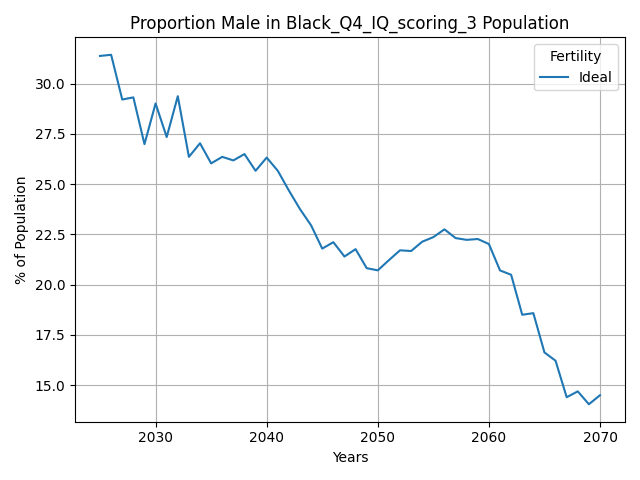 Proportion Male in Black_Q4_IQ_scoring_3 Population
Fertility
Ideal
% of Population
30.0
27.5
25.0
22.5
20.0
17.5
15.0
2030 2040 2050 2060 2070
Years